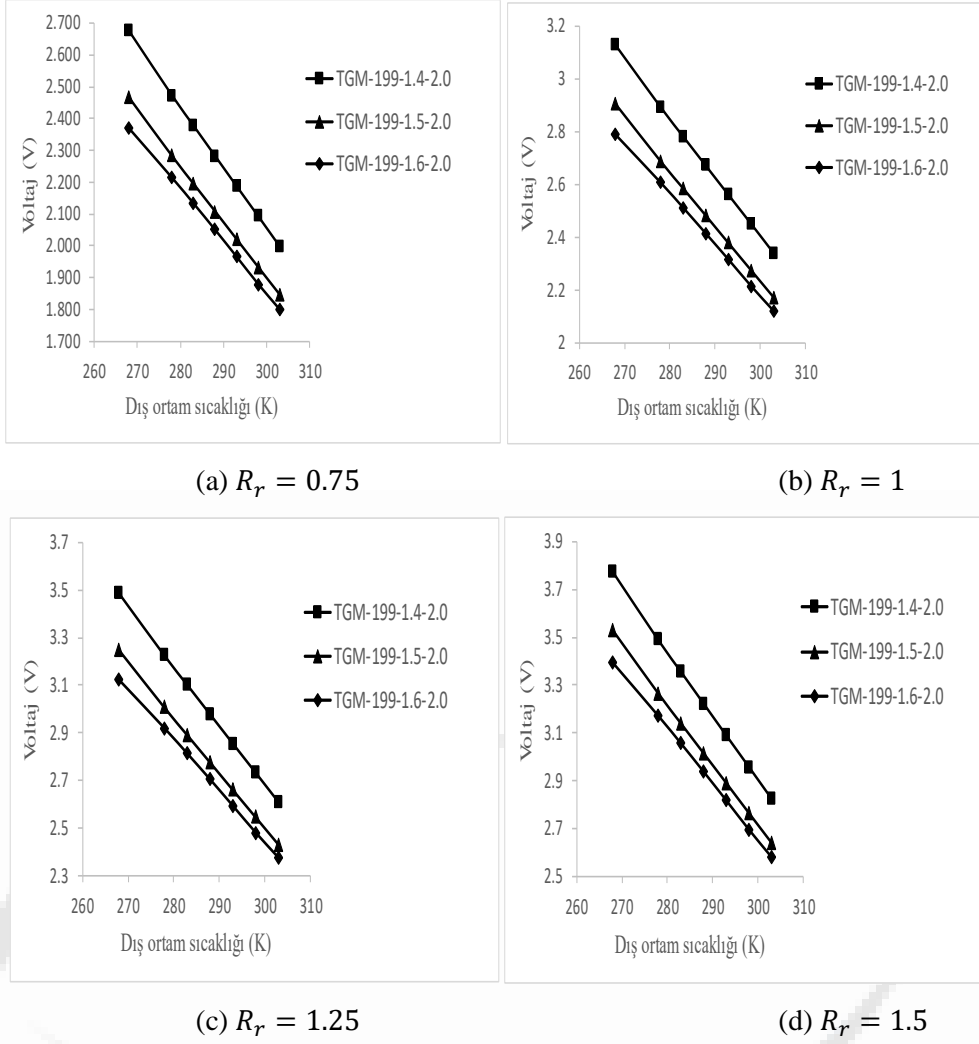 2.700
2.600
2.500
2.400
2.300
2.200
2.100
2.000
1.900
1.800
1.700
Voltaj (V)
260 270 280 290 300 310
Dış ortam sıcaklığı (K)
TGM-199-1.4-2.0
TGM-199-1.5-2.0
TGM-199-1.6-2.0
(a) R_r = 0.75
3.2
3
2.8
2.6
2.4
2.2
2
Voltaj (V)
260 270 280 290 300 310
Dış ortam sıcaklığı (K)
TGM-199-1.4-2.0
TGM-199-1.5-2.0
TGM-199-1.6-2.0
(b) R_r = 1
3.7
3.5
3.3
3.1
2.9
2.7
2.5
2.3
Voltaj (V)
260 270 280 290 300 310
Dış ortam sıcaklığı (K)
TGM-199-1.4-2.0
TGM-199-1.5-2.0
TGM-199-1.6-2.0
(c) R_r = 1.25
3.9
3.7
3.5
3.3
3.1
2.9
2.7
2.5
Voltaj (V)
260 270 280 290 300 310
Dış ortam sıcaklığı (K)
TGM-199-1.4-2.0
TGM-199-1.5-2.0
TGM-199-1.6-2.0
(d) R_r = 1.5